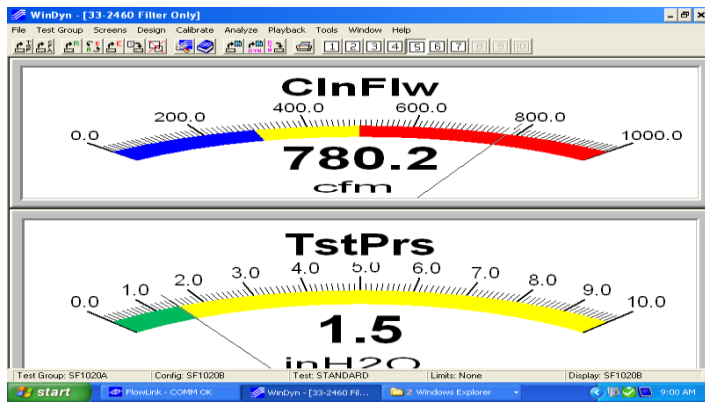 WinDyn - [33-2460 Filter Only]
File Test Group Screens Design Calibrate Analyze Playback Tools Window Help
1 2 3 4 5 6 7 8 9 10
ClnFlw
0.0 200.0 400.0 600.0 800.0 1000.0
780.2
cfm
TstPrs
0.0 1.0 2.0 3.0 4.0 5.0 6.0 7.0 8.0 9.0 10.0
1.5
inH2O
Test Group: SF1020A Config: SF1020B Test: STANDARD Limits: None Display: SF1020B
start FlowLink - COMM OK WinDyn - [33-2460 Fil... 2 Windows Explorer 9:00 AM